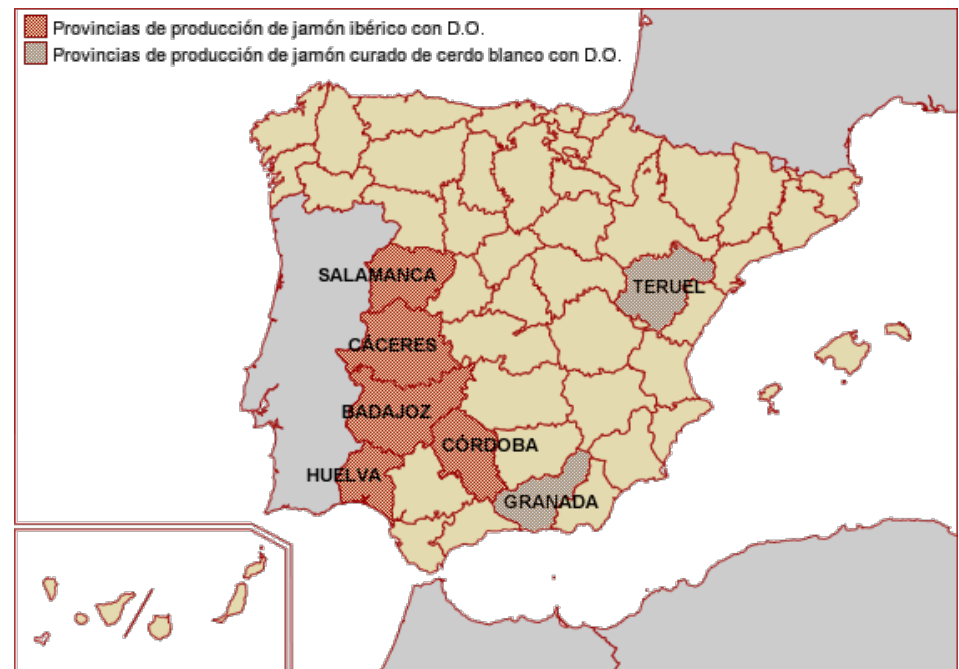 Provincias de producción de jamón ibérico con D.O.
Provincias de producción de jamón curado de cerdo blanco con D.O.
SALAMANCA
TERUEL
CÁCERES
BADAJOZ
CÓRDOBA
HUELVA
GRANADA